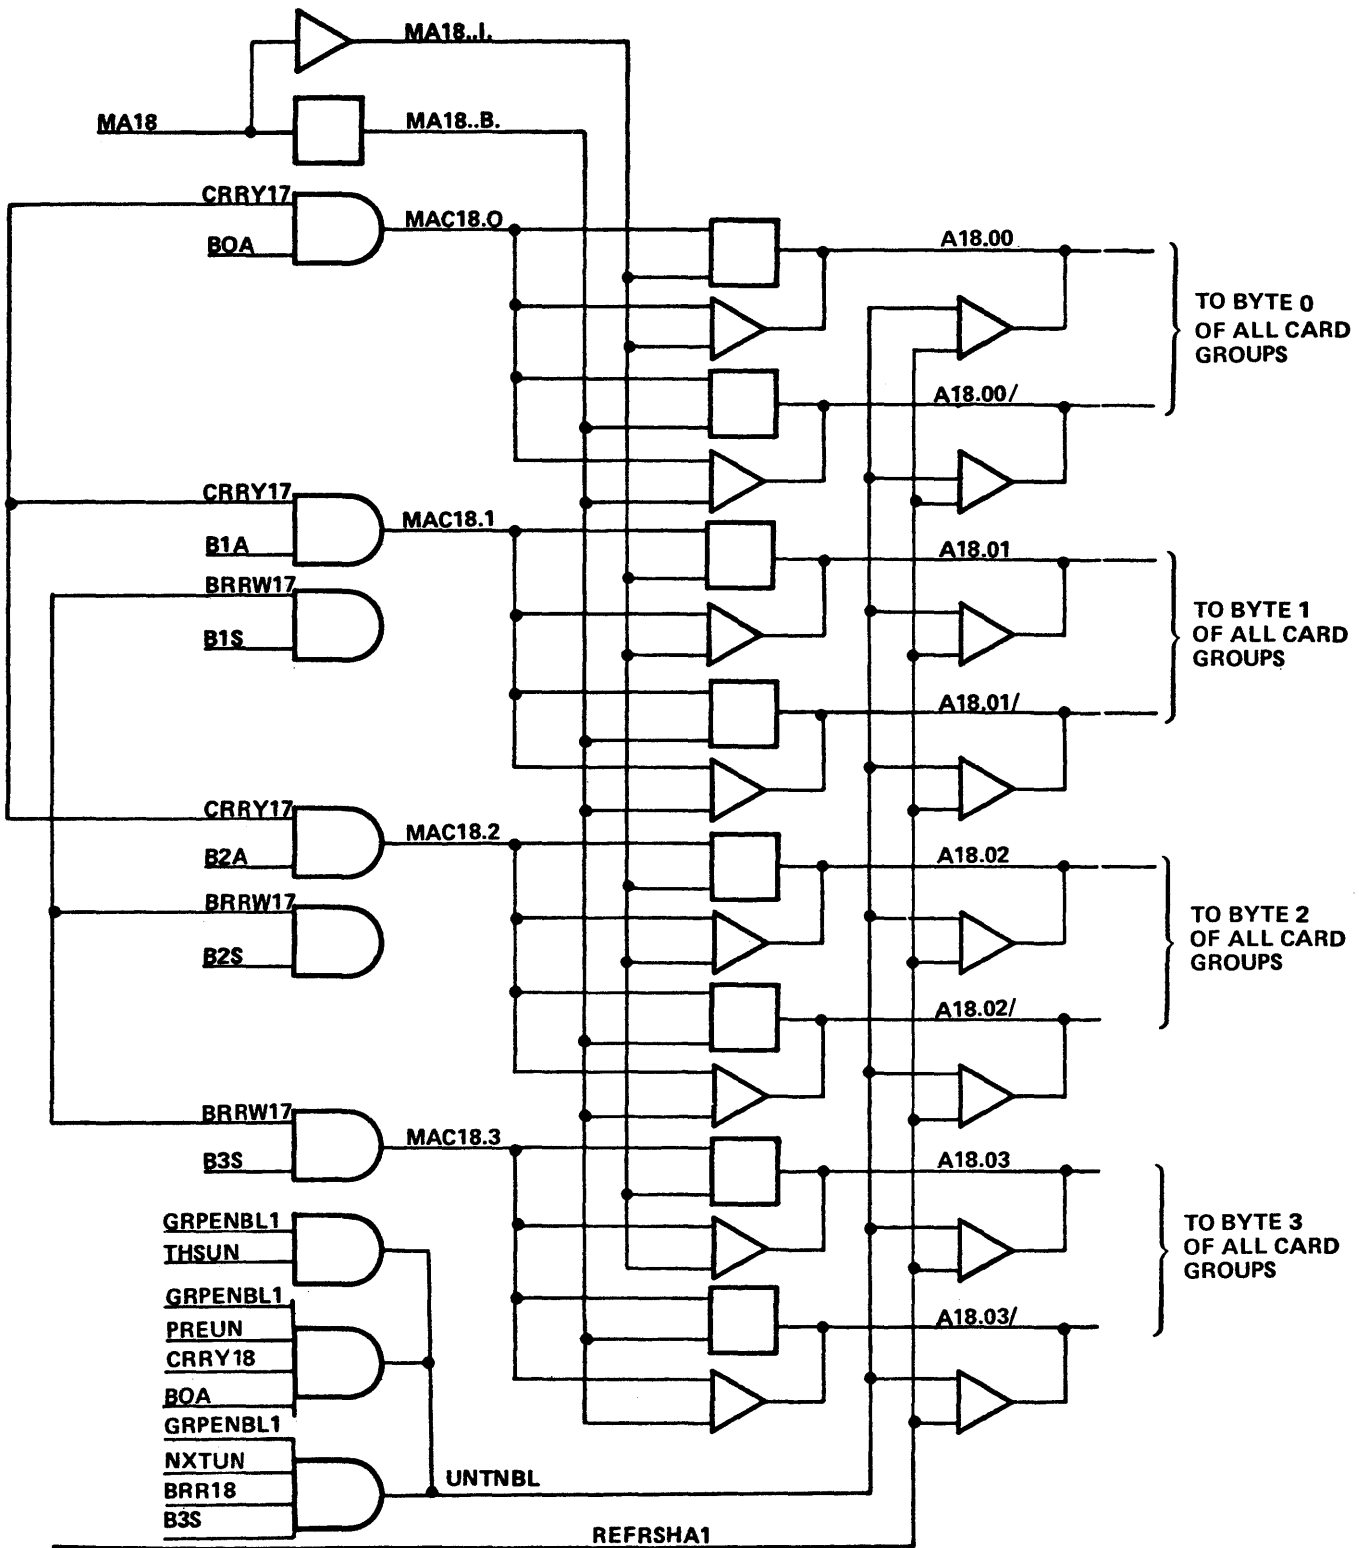 MA18..I.
MA18
MA18..B.
CRRY17
MAC18.O
BOA
A18.00
TO BYTE 0
OF ALL CARD
GROUPS
A18.00/
CRRY17
MAC18.1
B1A
A18.01
BRRW17
B1S
TO BYTE 1
OF ALL CARD
GROUPS
A18.01/
CRRY17
MAC18.2
B2A
A18.02
BRRW17
B2S
TO BYTE 2
OF ALL CARD
GROUPS
A18.02/
BRRW17
MAC18.3
B3S
A18.03
GRPENBL1
THSUN
TO BYTE 3
OF ALL CARD
GROUPS
GRPENBL1
PREUN
CRRY18
BOA
A18.03/
GRPENBL1
NXTUN
BRR18
B3S
UNTNBL
REFRSHA1